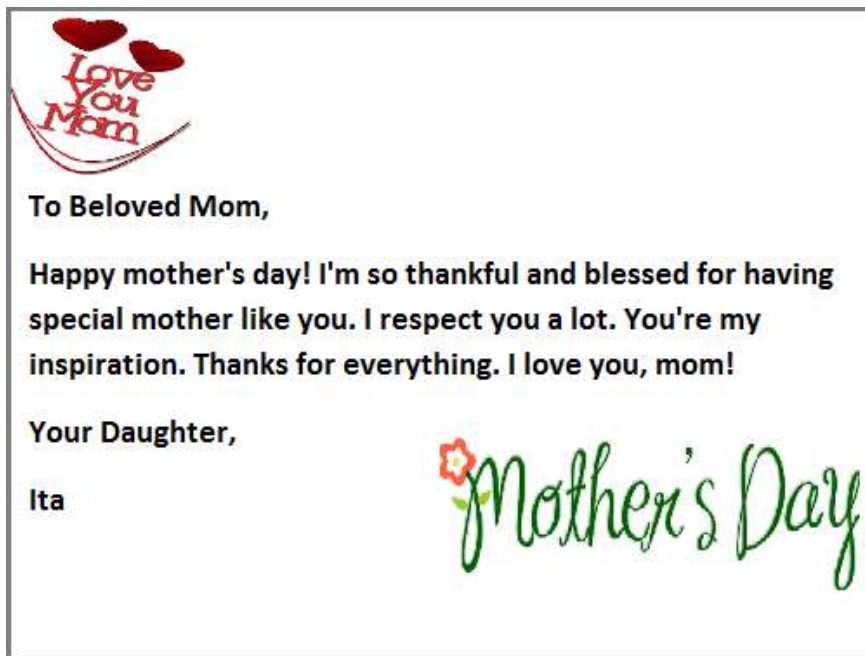 Love
You
Mom
To Beloved Mom,
Happy mother's day! I'm so thankful and blessed for having
special mother like you. I respect you a lot. You're my
inspiration. Thanks for everything. I love you, mom!
Your Daughter,
Ita
Mother's Day